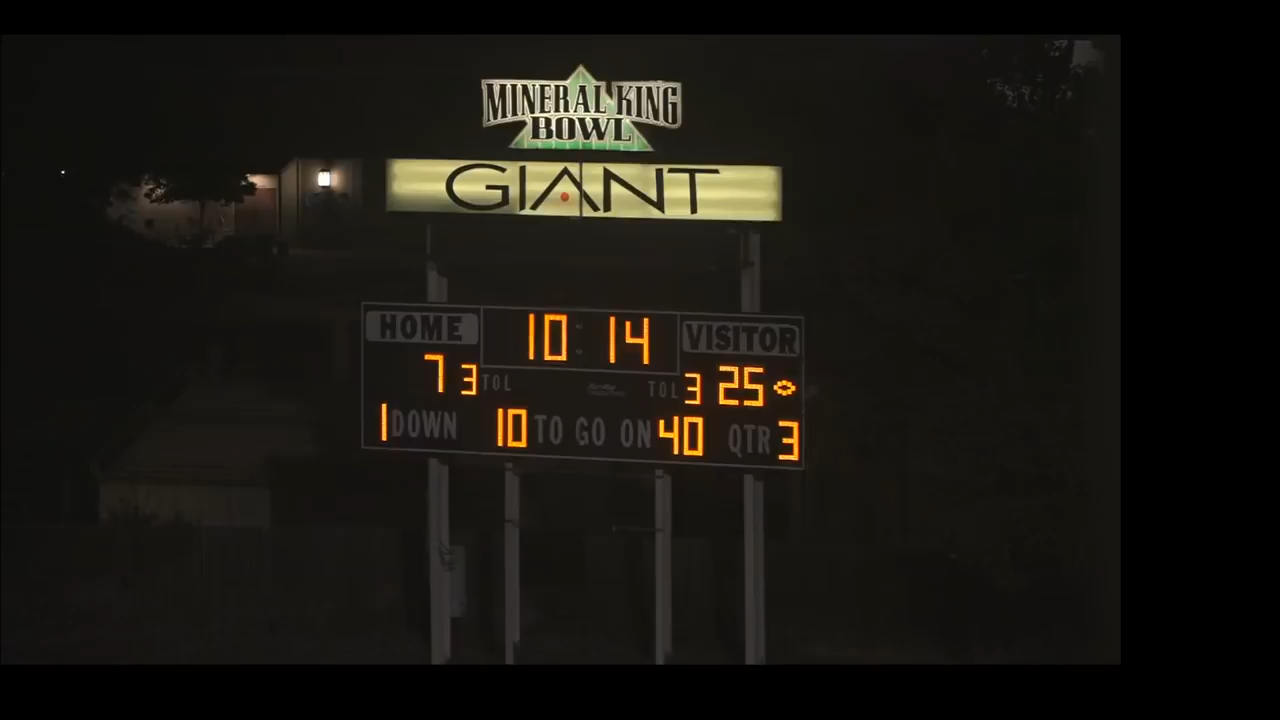 MINERAL KING
BOWL
GIANT
HOME 10:14 VISITOR
7 3 TOL TOL 3 25
1 DOWN 10 TO GO ON 40 QTR 3